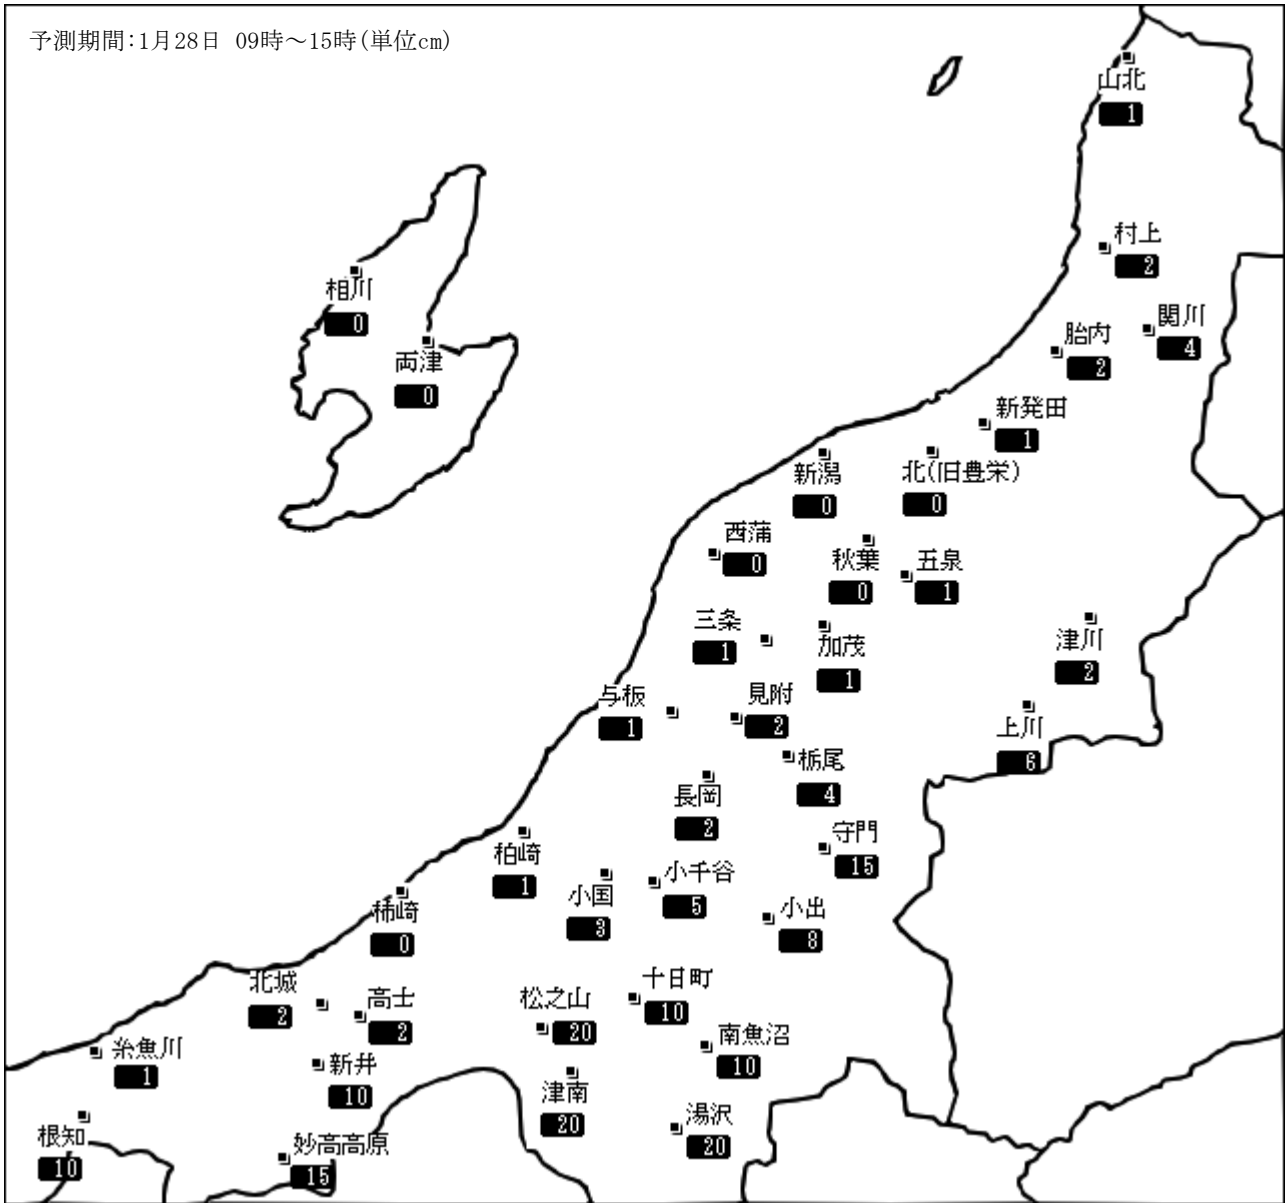 予測期間:1月28日 09時～15時(単位cm)
山北
1
村上
2
相川
0
関川
4
胎内
2
両津
0
新発田
1
新潟
0
北(旧豊栄)
0
西蒲
0
秋葉
0
五泉
1
三条
1
加茂
1
津川
2
与板
1
見附
2
上川
6
栃尾
4
長岡
2
守門
15
柏崎
1
小国
3
小千谷
5
小出
8
柿崎
0
北城
2
高士
2
松之山
20
十日町
10
南魚沼
10
糸魚川
1
新井
10
津南
20
湯沢
20
根知
10
妙高高原
15